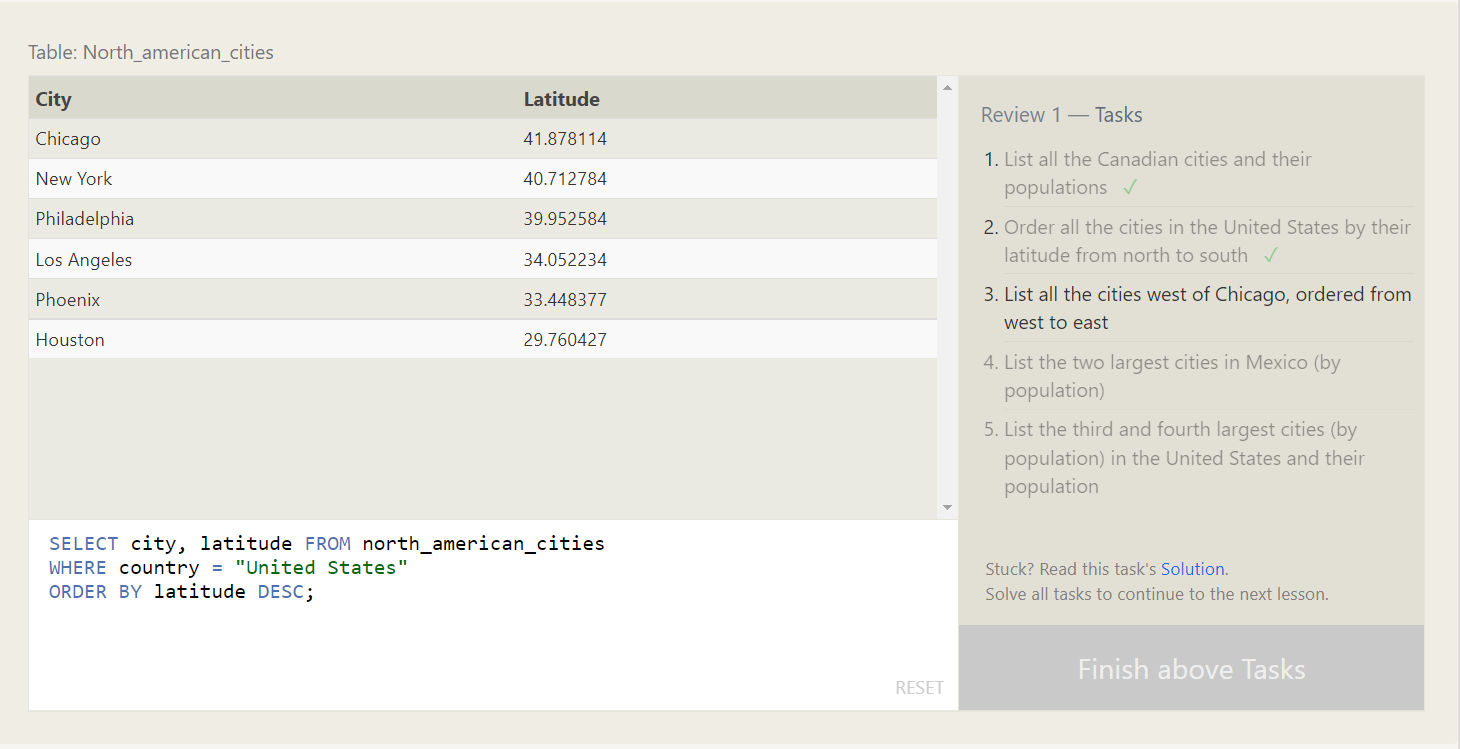 Table: North_american_cities
City Latitude
Chicago 41.878114
New York 40.712784
Philadelphia 39.952584
Los Angeles 34.052234
Phoenix 33.448377
Houston 29.760427
SELECT city, latitude FROM north_american_cities
WHERE country = "United States"
ORDER BY latitude DESC;
RESET
Review 1 — Tasks
1. List all the Canadian cities and their
populations ✓
2. Order all the cities in the United States by their
latitude from north to south ✓
3. List all the cities west of Chicago, ordered from
west to east
4. List the two largest cities in Mexico (by
population)
5. List the third and fourth largest cities (by
population) in the United States and their
population
Stuck? Read this task's Solution.
Solve all tasks to continue to the next lesson.
Finish above Tasks